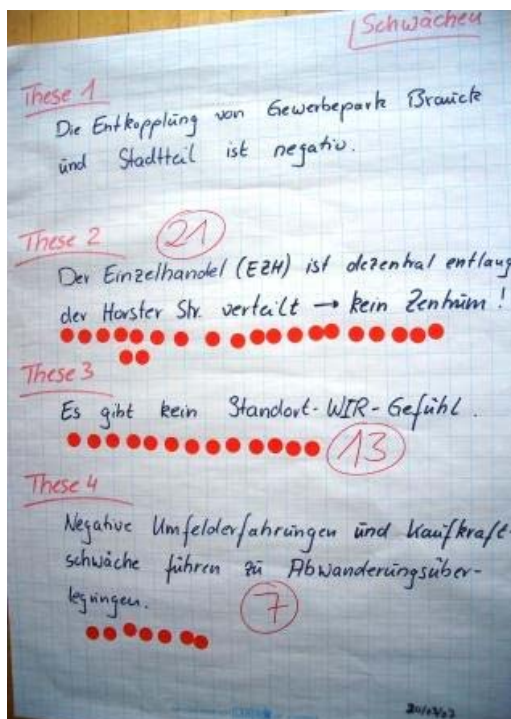 Schwächen
These 1
Die Entkopplung von Gewerbepark Brauck
und Stadtteil ist negativ.
These 2 21
Der Einzelhandel (EZH) ist dezentral entlang
der Horster Str. verteilt → kein Zentrum!
These 3
Es gibt kein Standort-WIR-Gefühl.
13
These 4
Negative Umfelderfahrungen und Kaufkraft-
schwäche führen zu Abwanderungsüber-
legungen.
7